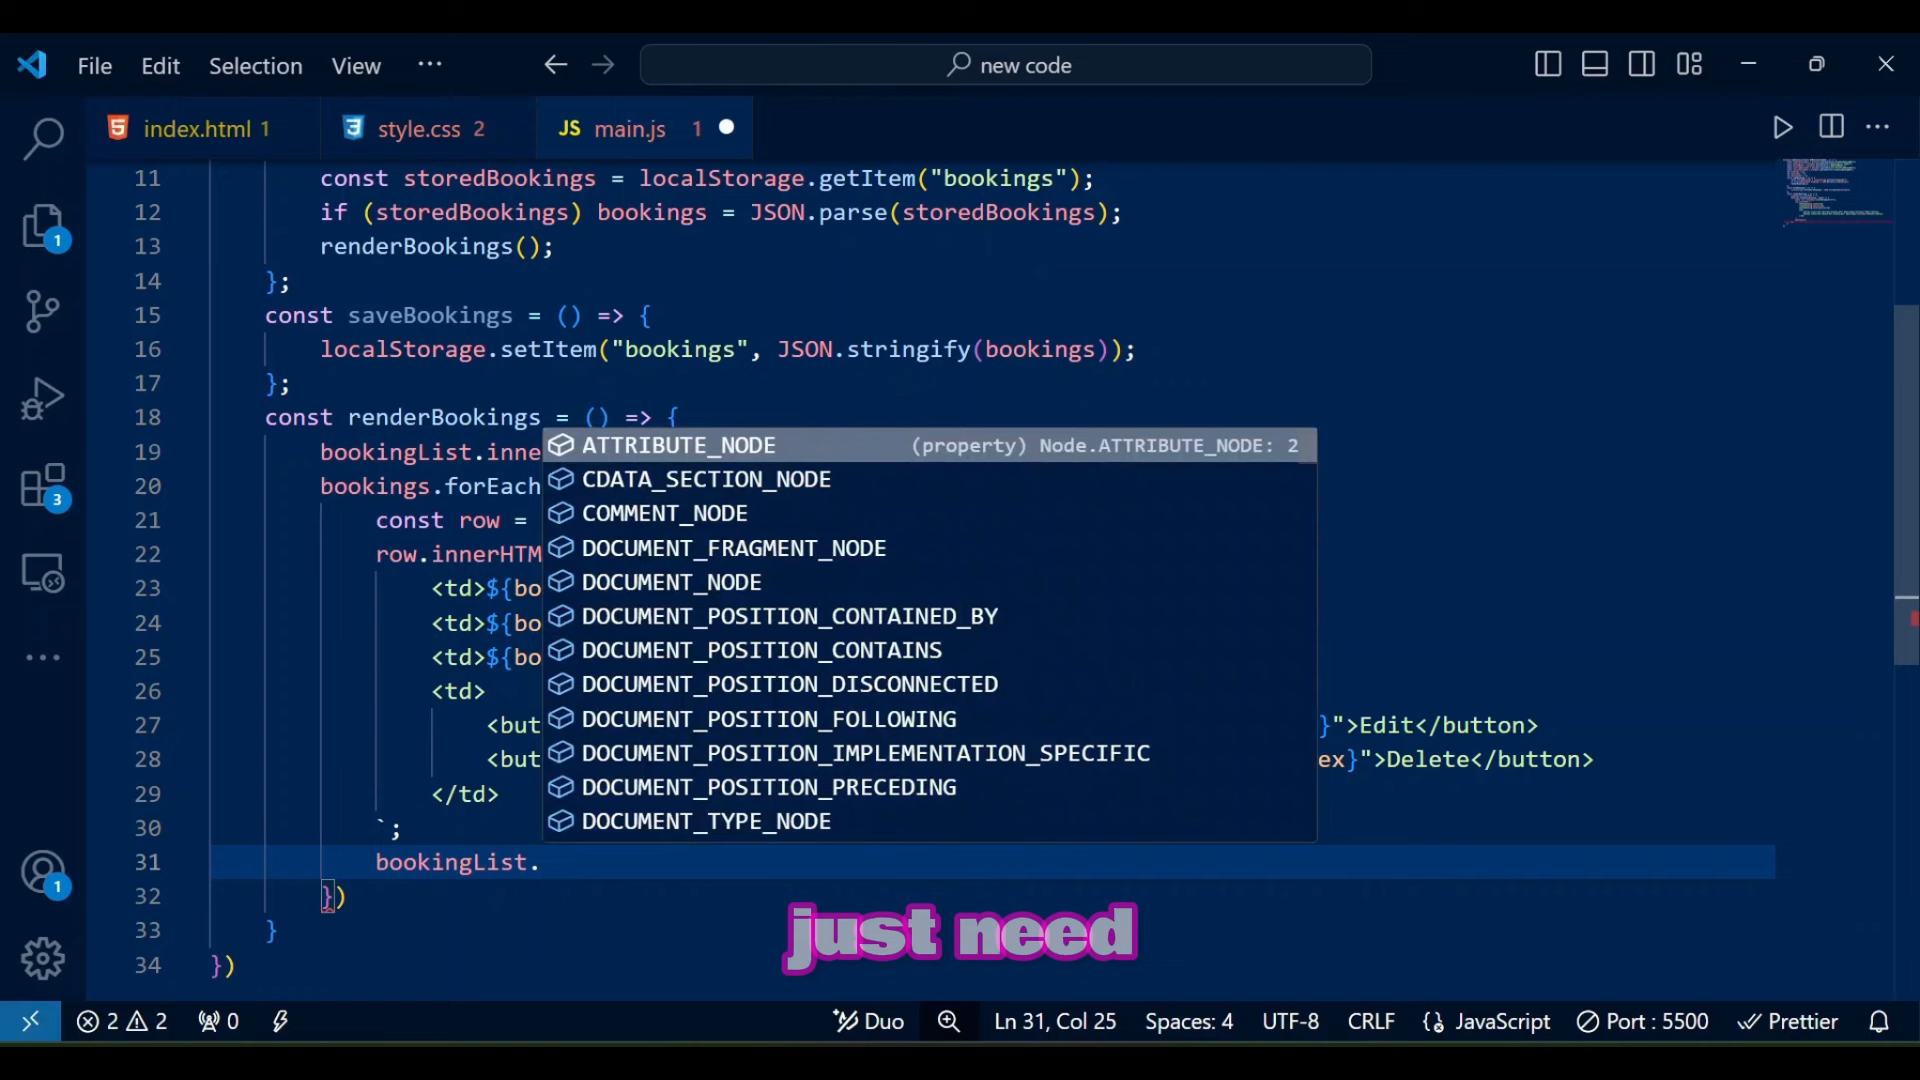 File Edit Selection View ··· new code
index.html 1 style.css 2 JS main.js 1
11 const storedBookings = localStorage.getItem("bookings");
12 if (storedBookings) bookings = JSON.parse(storedBookings);
13 renderBookings();
14 };
15 const saveBookings = () => {
16 localStorage.setItem("bookings", JSON.stringify(bookings));
17 };
18 const renderBookings = () => {
19 bookingList.inne
ATTRIBUTE_NODE (property) Node.ATTRIBUTE_NODE: 2
CDATA_SECTION_NODE
COMMENT_NODE
DOCUMENT_FRAGMENT_NODE
DOCUMENT_NODE
DOCUMENT_POSITION_CONTAINED_BY
DOCUMENT_POSITION_CONTAINS
DOCUMENT_POSITION_DISCONNECTED
DOCUMENT_POSITION_FOLLOWING
DOCUMENT_POSITION_IMPLEMENTATION_SPECIFIC
DOCUMENT_POSITION_PRECEDING
DOCUMENT_TYPE_NODE
20 bookings.forEach
21 const row =
22 row.innerHTM
23 <td>${bo
24 <td>${bo
25 <td>${bo
26 <td>
27 <but }">Edit</button>
28 <but ex}">Delete</button>
29 </td>
30 `;
31 bookingList.
32 })
33 }
34 })
just need
1
3
1
2 2 0 Duo Ln 31, Col 25 Spaces: 4 UTF-8 CRLF {} JavaScript Port : 5500 Prettier